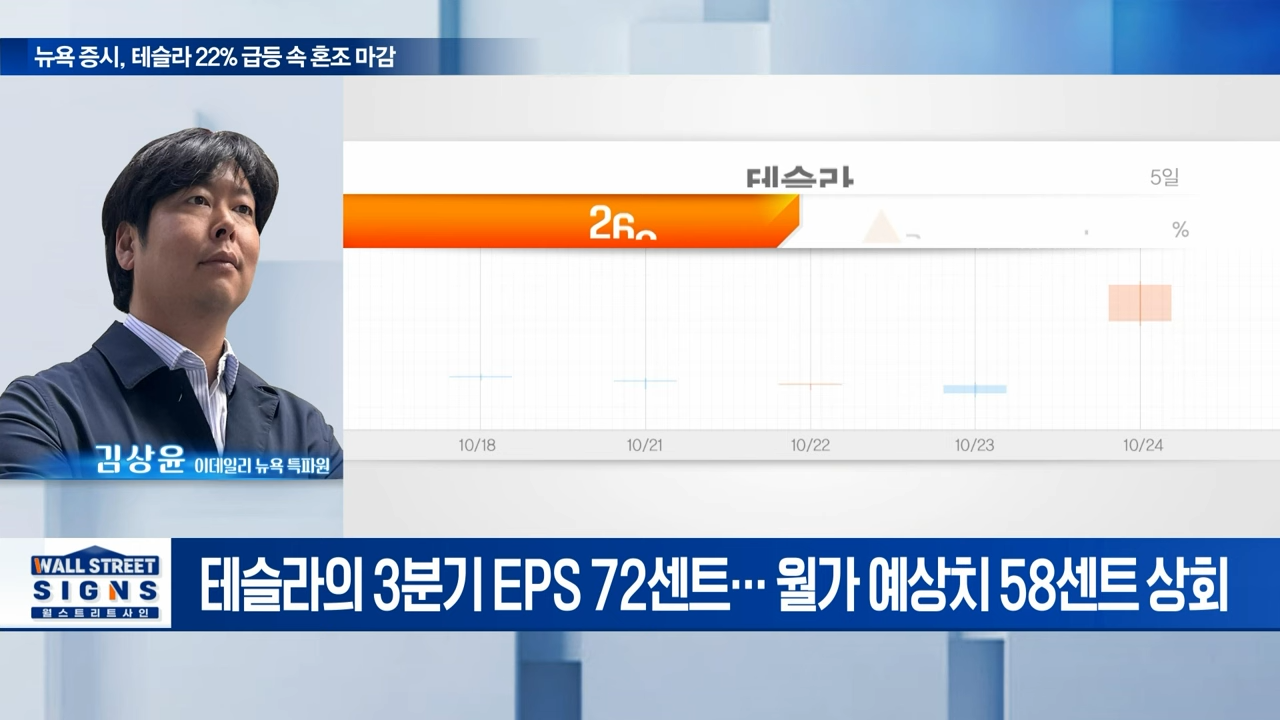 뉴욕 증시, 테슬라 22% 급등 속 혼조 마감
테슬라
5일
%
10/18
10/21
10/22
10/23
10/24
김상윤 이데일리 뉴욕 특파원
WALL STREET
SIGNS
월스트리트사인
테슬라의 3분기 EPS 72센트… 월가 예상치 58센트 상회